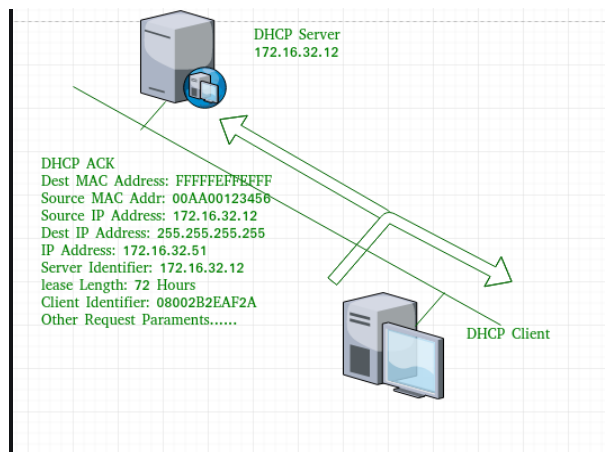 DHCP Server
172.16.32.12
DHCP ACK
Dest MAC Address: FFFFFEFFEFFF
Source MAC Addr: 00AA00123456
Source IP Address: 172.16.32.12
Dest IP Address: 255.255.255.255
IP Address: 172.16.32.51
Server Identifier: 172.16.32.12
lease Length: 72 Hours
Client Identifier: 08002B2EAF2A
Other Request Paraments......
DHCP Client